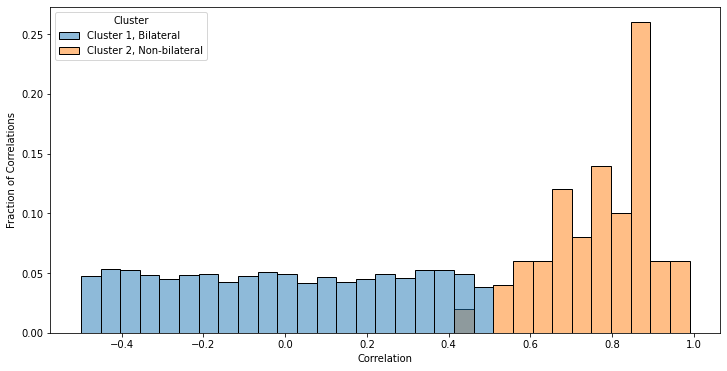 Cluster
Cluster 1, Bilateral
Cluster 2, Non-bilateral
Fraction of Correlations
0.25
0.20
0.15
0.10
0.05
0.00
−0.4 −0.2 0.0 0.2 0.4 0.6 0.8 1.0
Correlation